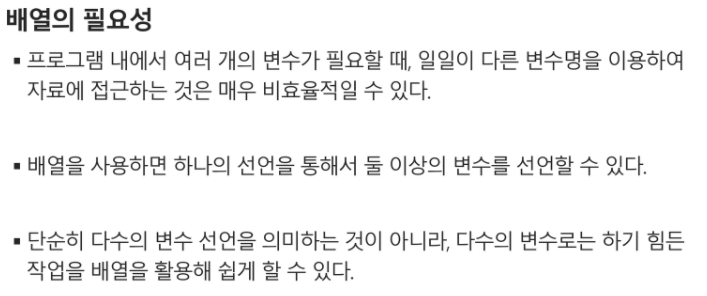 배열의 필요성
▪ 프로그램 내에서 여러 개의 변수가 필요할 때, 일일이 다른 변수명을 이용하여
자료에 접근하는 것은 매우 비효율적일 수 있다.
▪ 배열을 사용하면 하나의 선언을 통해서 둘 이상의 변수를 선언할 수 있다.
▪ 단순히 다수의 변수 선언을 의미하는 것이 아니라, 다수의 변수로는 하기 힘든
작업을 배열을 활용해 쉽게 할 수 있다.